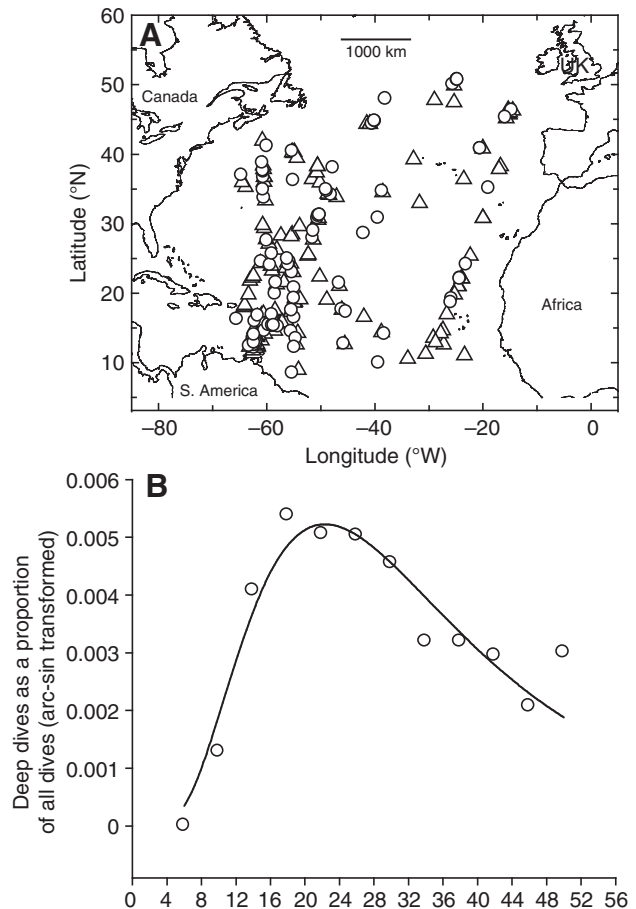 60
A
1000 km
UK
50
Canada
40
30
20
Africa
10
S. America
−80 −60 −40 −20 0
Latitude (°N)
Longitude (°W)
0.006
B
0.005
0.004
0.003
0.002
0.001
0
Deep dives as a proportion
of all dives (arc-sin transformed)
0 4 8 12 16 20 24 28 32 36 40 44 48 52 56